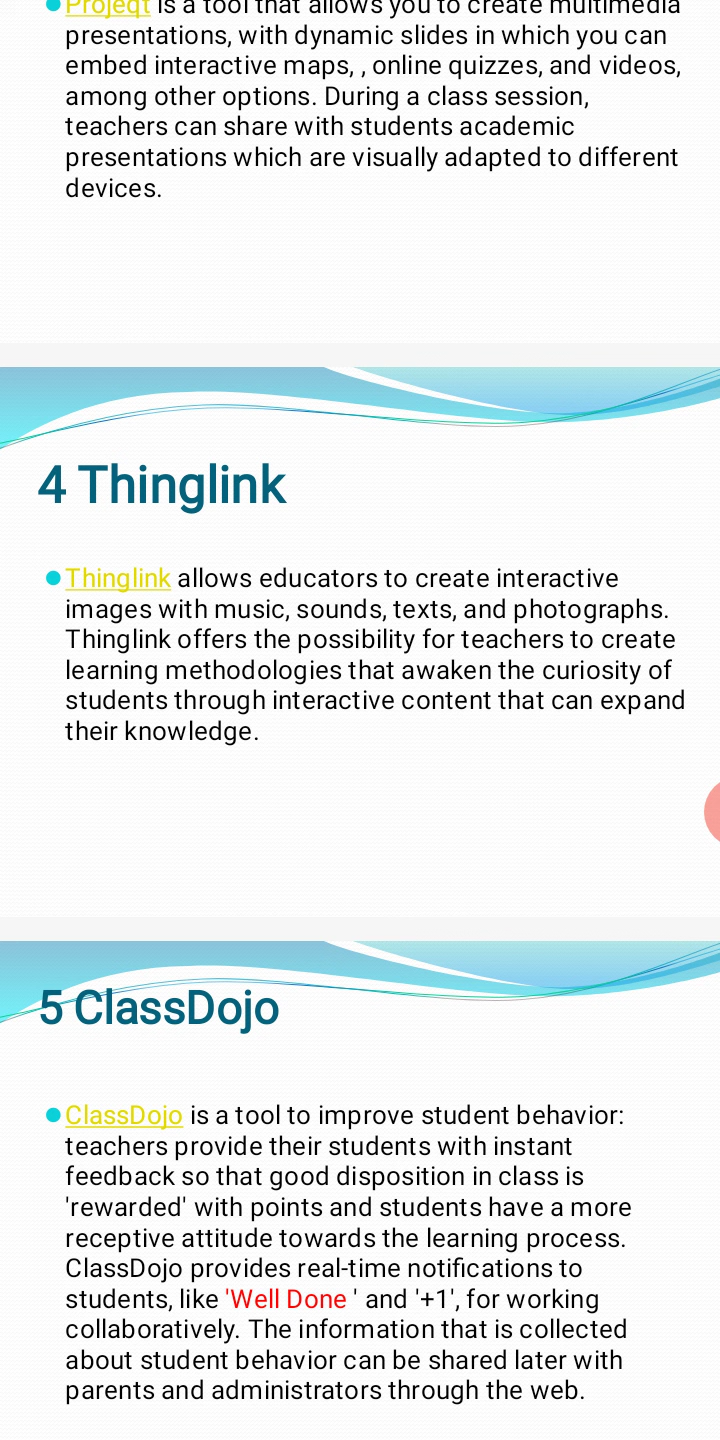 Projeqt is a tool that allows you to create multimedia
presentations, with dynamic slides in which you can
embed interactive maps, , online quizzes, and videos,
among other options. During a class session,
teachers can share with students academic
presentations which are visually adapted to different
devices.
4 Thinglink
Thinglink allows educators to create interactive
images with music, sounds, texts, and photographs.
Thinglink offers the possibility for teachers to create
learning methodologies that awaken the curiosity of
students through interactive content that can expand
their knowledge.
5 ClassDojo
ClassDojo is a tool to improve student behavior:
teachers provide their students with instant
feedback so that good disposition in class is
'rewarded' with points and students have a more
receptive attitude towards the learning process.
ClassDojo provides real-time notifications to
students, like 'Well Done ' and '+1', for working
collaboratively. The information that is collected
about student behavior can be shared later with
parents and administrators through the web.